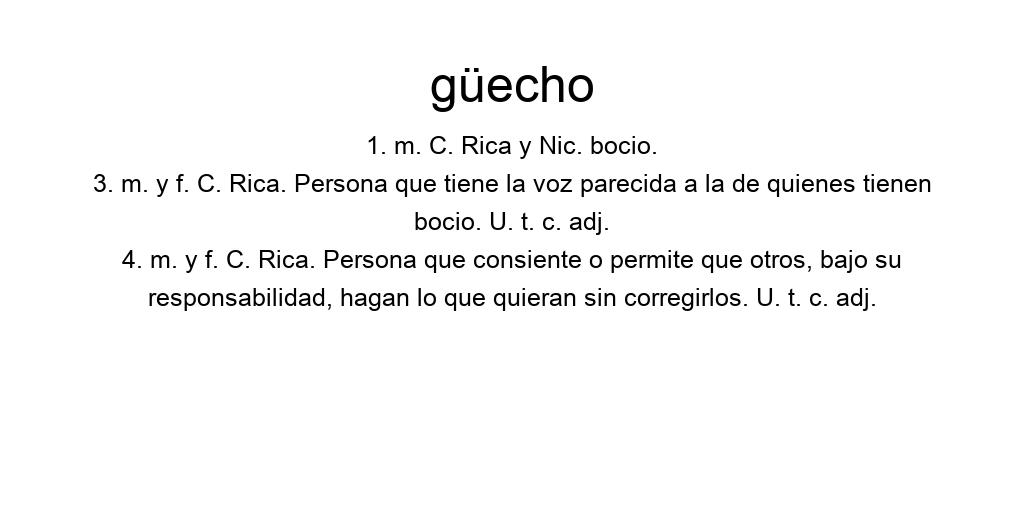 güecho
1. m. C. Rica y Nic. bocio.
3. m. y f. C. Rica. Persona que tiene la voz parecida a la de quienes tienen
bocio. U. t. c. adj.
4. m. y f. C. Rica. Persona que consiente o permite que otros, bajo su
responsabilidad, hagan lo que quieran sin corregirlos. U. t. c. adj.